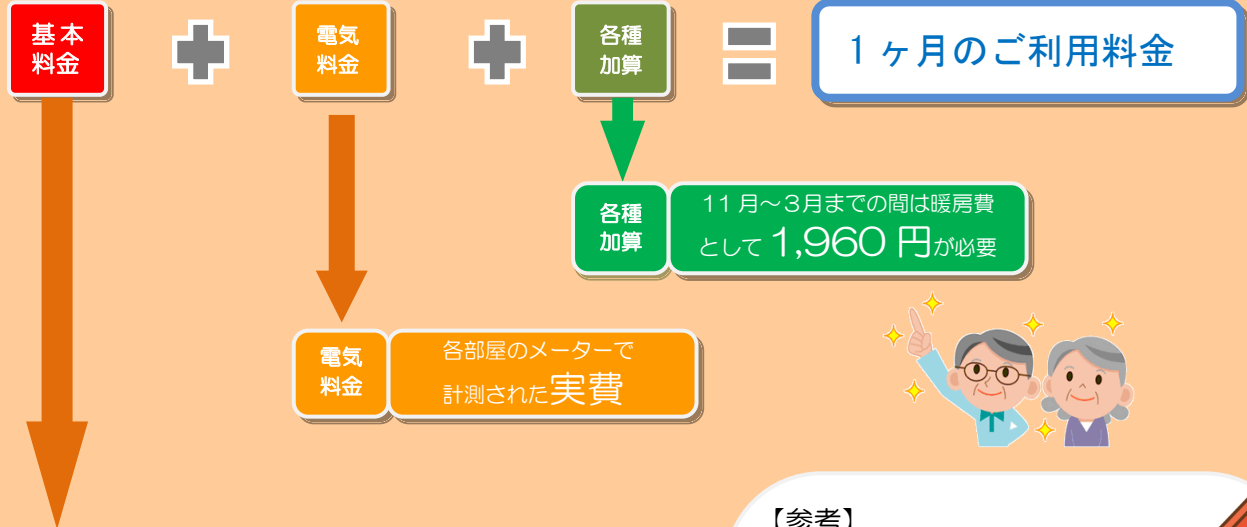 基本
料金
電気
料金
各種
加算
1ヶ月のご利用料金
各種
加算
11月～3月までの間は暖房費
として1,960円が必要
電気
料金
各部屋のメーターで
計測された実費
【参考】